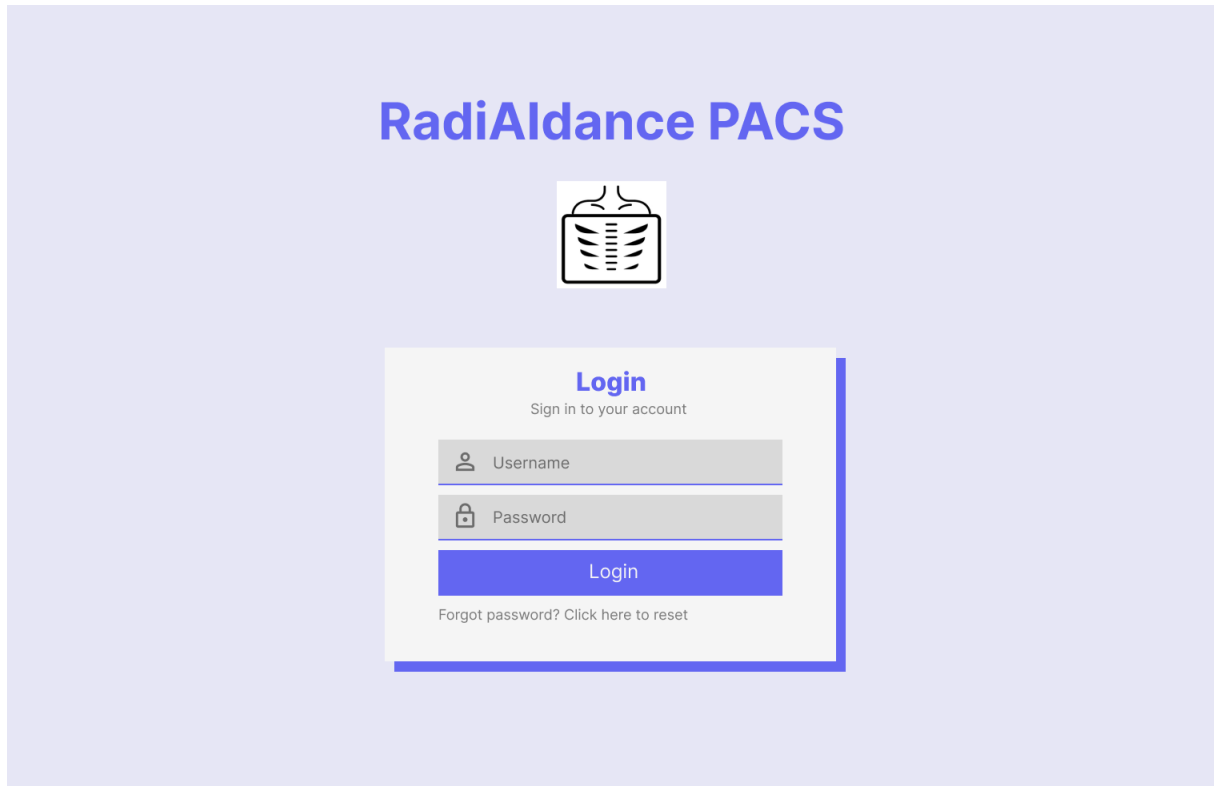 RadiAIdance PACS
Login
Sign in to your account
Username
Password
Login
Forgot password? Click here to reset